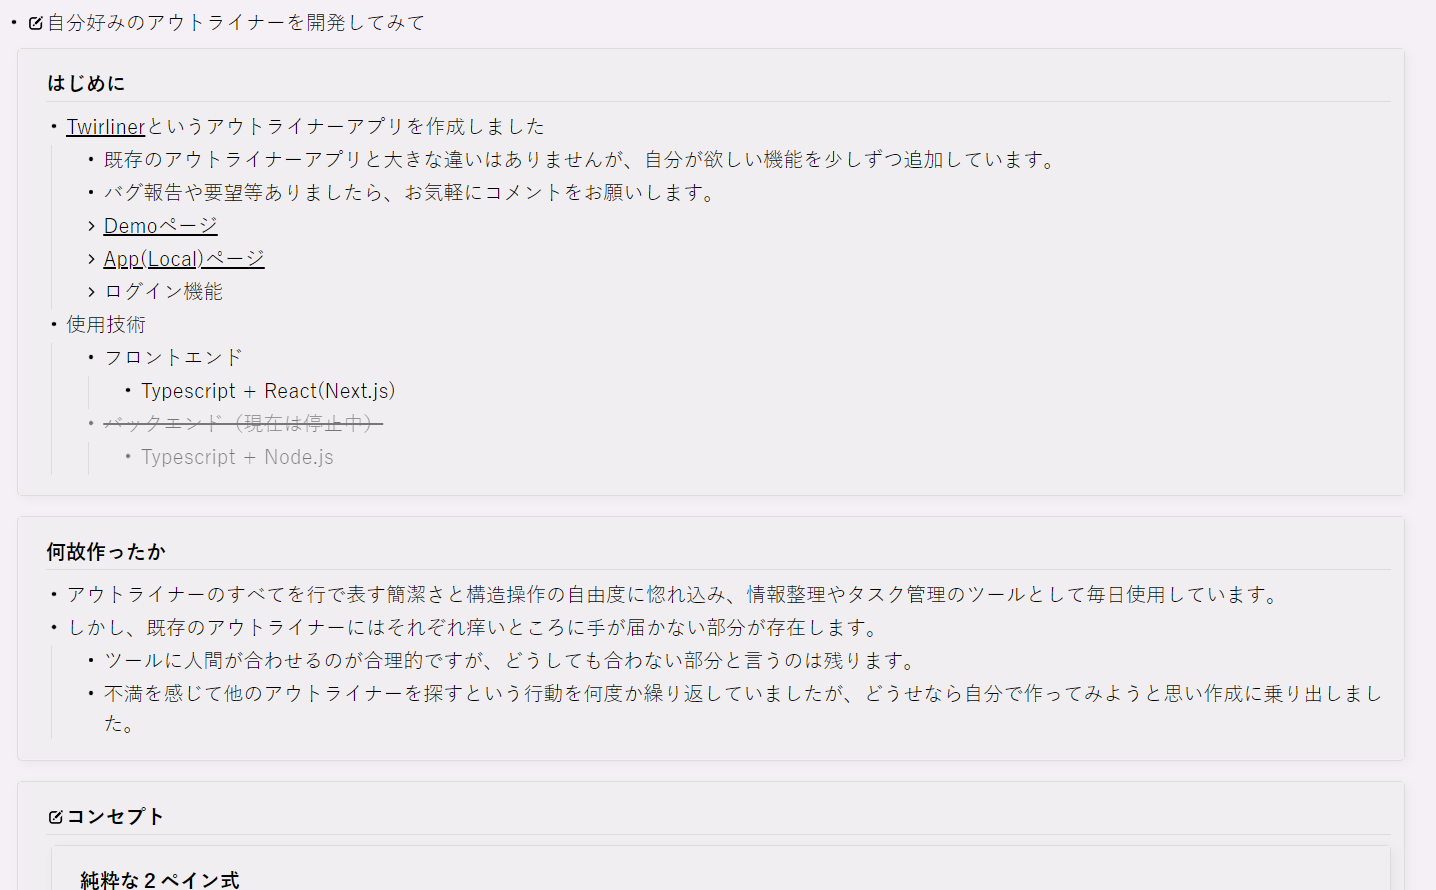 自分好みのアウトライナーを開発してみて
はじめに
Twirlinerというアウトライナーアプリを作成しました
既存のアウトライナーアプリと大きな違いはありませんが、自分が欲しい機能を少しずつ追加しています。
バグ報告や要望等ありましたら、お気軽にコメントをお願いします。
Demoページ
App(Local)ページ
ログイン機能
使用技術
フロントエンド
Typescript + React(Next.js)
バックエンド（現在は停止中）
Typescript + Node.js
何故作ったか
アウトライナーのすべてを行で表す簡潔さと構造操作の自由度に惚れ込み、情報整理やタスク管理のツールとして毎日使用しています。
しかし、既存のアウトライナーにはそれぞれ痒いところに手が届かない部分が存在します。
ツールに人間が合わせるのが合理的ですが、どうしても合わない部分と言うのは残ります。
不満を感じて他のアウトライナーを探すという行動を何度か繰り返していましたが、どうせなら自分で作ってみようと思い作成に乗り出しまし
た。
コンセプト
純粋な２ペイン式